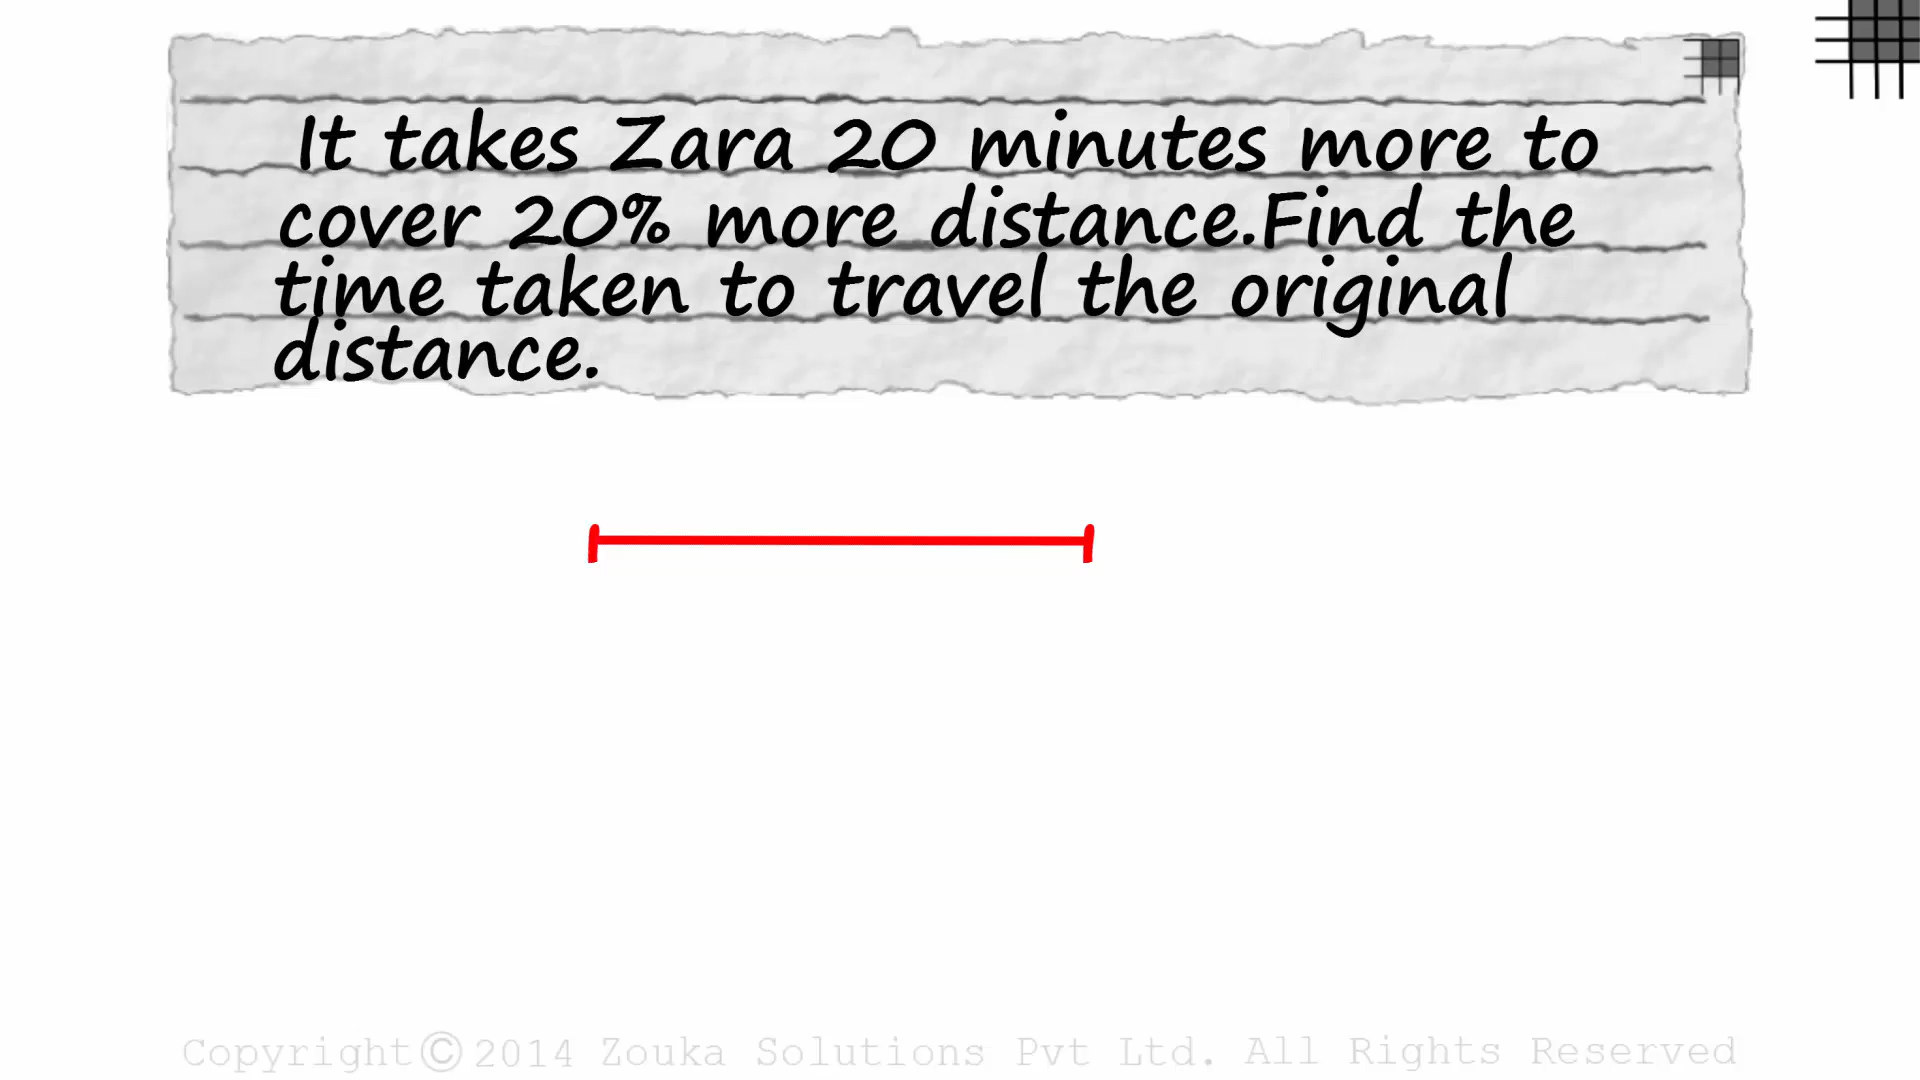 It takes Zara 20 minutes more to
cover 20% more distance.Find the
time taken to travel the original
distance.
Copyright©2014 Zouka Solutions Pvt Ltd. All Rights Reserved